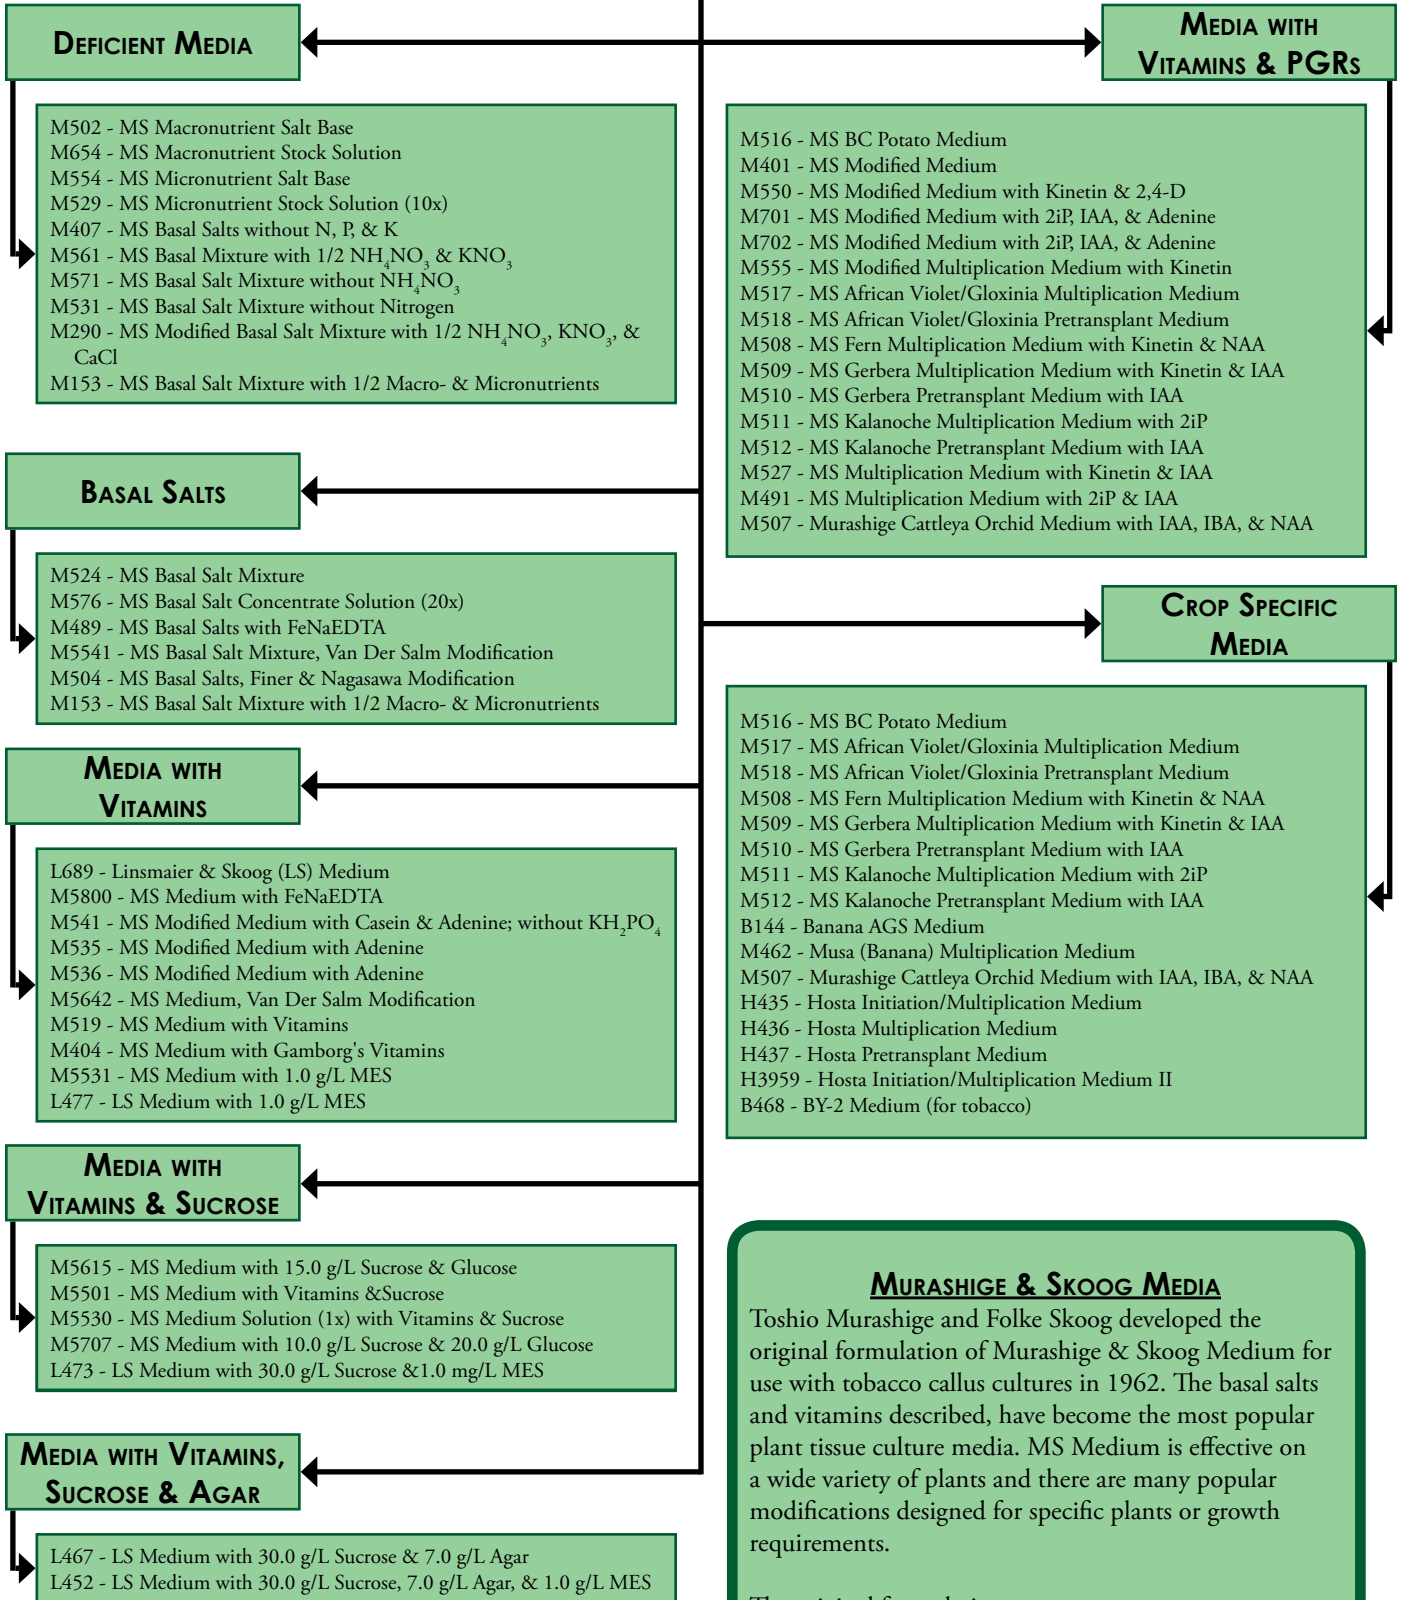 DEFICIENT MEDIA
M502 - MS Macronutrient Salt Base
M654 - MS Macronutrient Stock Solution
M554 - MS Micronutrient Salt Base
M529 - MS Micronutrient Stock Solution (10x)
M407 - MS Basal Salts without N, P, & K
M561 - MS Basal Mixture with 1/2 NH₄NO₃ & KNO₃
M571 - MS Basal Salt Mixture without NH₄NO₃
M531 - MS Basal Salt Mixture without Nitrogen
M290 - MS Modified Basal Salt Mixture with 1/2 NH₄NO₃, KNO₃, &
CaCl
M153 - MS Basal Salt Mixture with 1/2 Macro- & Micronutrients
BASAL SALTS
M524 - MS Basal Salt Mixture
M576 - MS Basal Salt Concentrate Solution (20x)
M489 - MS Basal Salts with FeNaEDTA
M5541 - MS Basal Salt Mixture, Van Der Salm Modification
M504 - MS Basal Salts, Finer & Nagasawa Modification
M153 - MS Basal Salt Mixture with 1/2 Macro- & Micronutrients
MEDIA WITH
VITAMINS
L689 - Linsmaier & Skoog (LS) Medium
M5800 - MS Medium with FeNaEDTA
M541 - MS Modified Medium with Casein & Adenine; without KH₂PO₄
M535 - MS Modified Medium with Adenine
M536 - MS Modified Medium with Adenine
M5642 - MS Medium, Van Der Salm Modification
M519 - MS Medium with Vitamins
M404 - MS Medium with Gamborg's Vitamins
M5531 - MS Medium with 1.0 g/L MES
L477 - LS Medium with 1.0 g/L MES
MEDIA WITH
VITAMINS & SUCROSE
M5615 - MS Medium with 15.0 g/L Sucrose & Glucose
M5501 - MS Medium with Vitamins &Sucrose
M5530 - MS Medium Solution (1x) with Vitamins & Sucrose
M5707 - MS Medium with 10.0 g/L Sucrose & 20.0 g/L Glucose
L473 - LS Medium with 30.0 g/L Sucrose &1.0 mg/L MES
MEDIA WITH VITAMINS,
SUCROSE & AGAR
L467 - LS Medium with 30.0 g/L Sucrose & 7.0 g/L Agar
L452 - LS Medium with 30.0 g/L Sucrose, 7.0 g/L Agar, & 1.0 g/L MES
MEDIA WITH
VITAMINS & PGRS
M516 - MS BC Potato Medium
M401 - MS Modified Medium
M550 - MS Modified Medium with Kinetin & 2,4-D
M701 - MS Modified Medium with 2iP, IAA, & Adenine
M702 - MS Modified Medium with 2iP, IAA, & Adenine
M555 - MS Modified Multiplication Medium with Kinetin
M517 - MS African Violet/Gloxinia Multiplication Medium
M518 - MS African Violet/Gloxinia Pretransplant Medium
M508 - MS Fern Multiplication Medium with Kinetin & NAA
M509 - MS Gerbera Multiplication Medium with Kinetin & IAA
M510 - MS Gerbera Pretransplant Medium with IAA
M511 - MS Kalanoche Multiplication Medium with 2iP
M512 - MS Kalanoche Pretransplant Medium with IAA
M527 - MS Multiplication Medium with Kinetin & IAA
M491 - MS Multiplication Medium with 2iP & IAA
M507 - Murashige Cattleya Orchid Medium with IAA, IBA, & NAA
CROP SPECIFIC
MEDIA
M516 - MS BC Potato Medium
M517 - MS African Violet/Gloxinia Multiplication Medium
M518 - MS African Violet/Gloxinia Pretransplant Medium
M508 - MS Fern Multiplication Medium with Kinetin & NAA
M509 - MS Gerbera Multiplication Medium with Kinetin & IAA
M510 - MS Gerbera Pretransplant Medium with IAA
M511 - MS Kalanoche Multiplication Medium with 2iP
M512 - MS Kalanoche Pretransplant Medium with IAA
B144 - Banana AGS Medium
M462 - Musa (Banana) Multiplication Medium
M507 - Murashige Cattleya Orchid Medium with IAA, IBA, & NAA
H435 - Hosta Initiation/Multiplication Medium
H436 - Hosta Multiplication Medium
H437 - Hosta Pretransplant Medium
H3959 - Hosta Initiation/Multiplication Medium II
B468 - BY-2 Medium (for tobacco)
MURASHIGE & SKOOG MEDIA
Toshio Murashige and Folke Skoog developed the
original formulation of Murashige & Skoog Medium for
use with tobacco callus cultures in 1962. The basal salts
and vitamins described, have become the most popular
plant tissue culture media. MS Medium is effective on
a wide variety of plants and there are many popular
modifications designed for specific plants or growth
requirements.